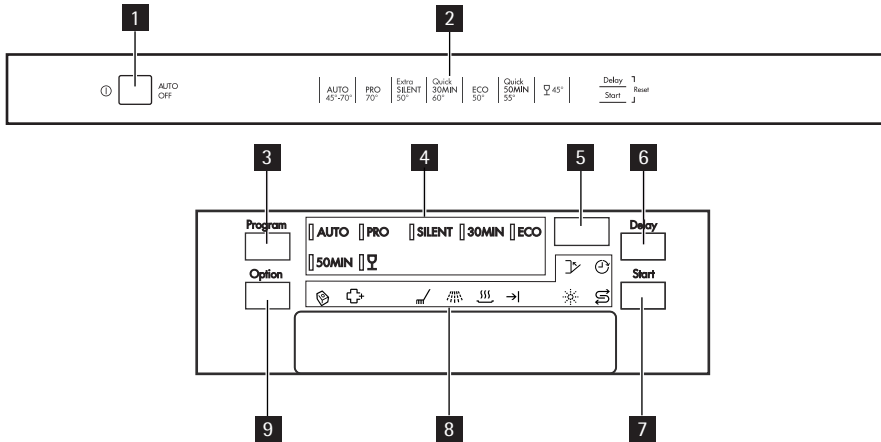 1
2
AUTO
OFF
AUTO
45°-70°
PRO
70°
Extra
SILENT
50°
Quick
30MIN
60°
ECO
50°
Quick
50MIN
55°
45°
Delay
Start
Reset
3
4
5
6
Program
AUTO PRO SILENT 30MIN ECO
Delay
50MIN
Option
Start
9
8
7